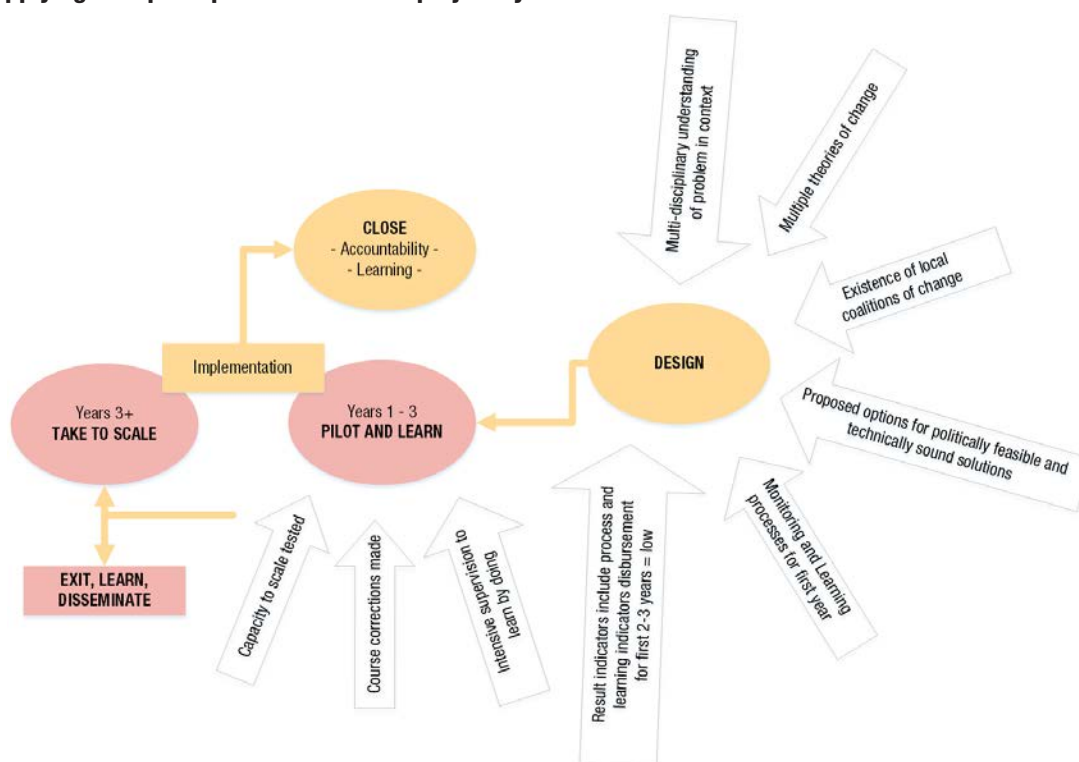 Multi-disciplinary understanding
of problem in context
Multiple theories of change
Existence of local
coalitions of change
CLOSE
- Accountability -
- Learning -
Implementation
DESIGN
Years 3+
TAKE TO SCALE
Years 1 - 3
PILOT AND LEARN
Proposed options for politically feasible and
technically sound solutions
Monitoring and Learning
processes for first year
Result indicators include process and
learning indicators disbursement
for first 2-3 years = low
Intensive supervision to
learn by doing
Course corrections made
Capacity to scale tested
EXIT, LEARN,
DISSEMINATE